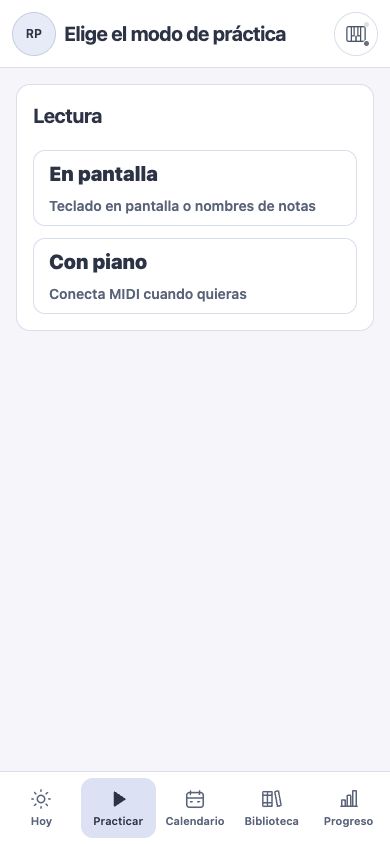 RP
Elige el modo de práctica
Lectura
En pantalla
Teclado en pantalla o nombres de notas
Con piano
Conecta MIDI cuando quieras
Hoy
Practicar
Calendario
Biblioteca
Progreso